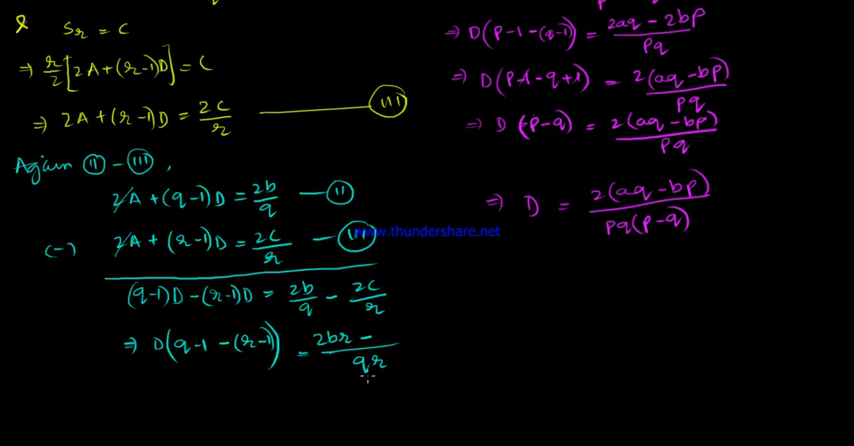 & Sr = C
⇒ r/2 [2A + (r-1)D] = C
⇒ 2A + (r-1)D = 2C/r —— (III)
Again (II) - (III),
2A + (q-1)D = 2b/q — (II)
(-) 2A + (r-1)D = 2C/r — (III)
(q-1)D - (r-1)D = 2b/q - 2C/r
⇒ D(q-1-(r-1)) = 2br - / qr
⇒ D(P-1-(q-1)) = 2aq - 2bp / pq
⇒ D(P-1-q+1) = 2(aq-bp) / pq
⇒ D(P-q) = 2(aq-bp) / pq
⇒ D = 2(aq-bp) / pq(p-q)
www.thundershare.net